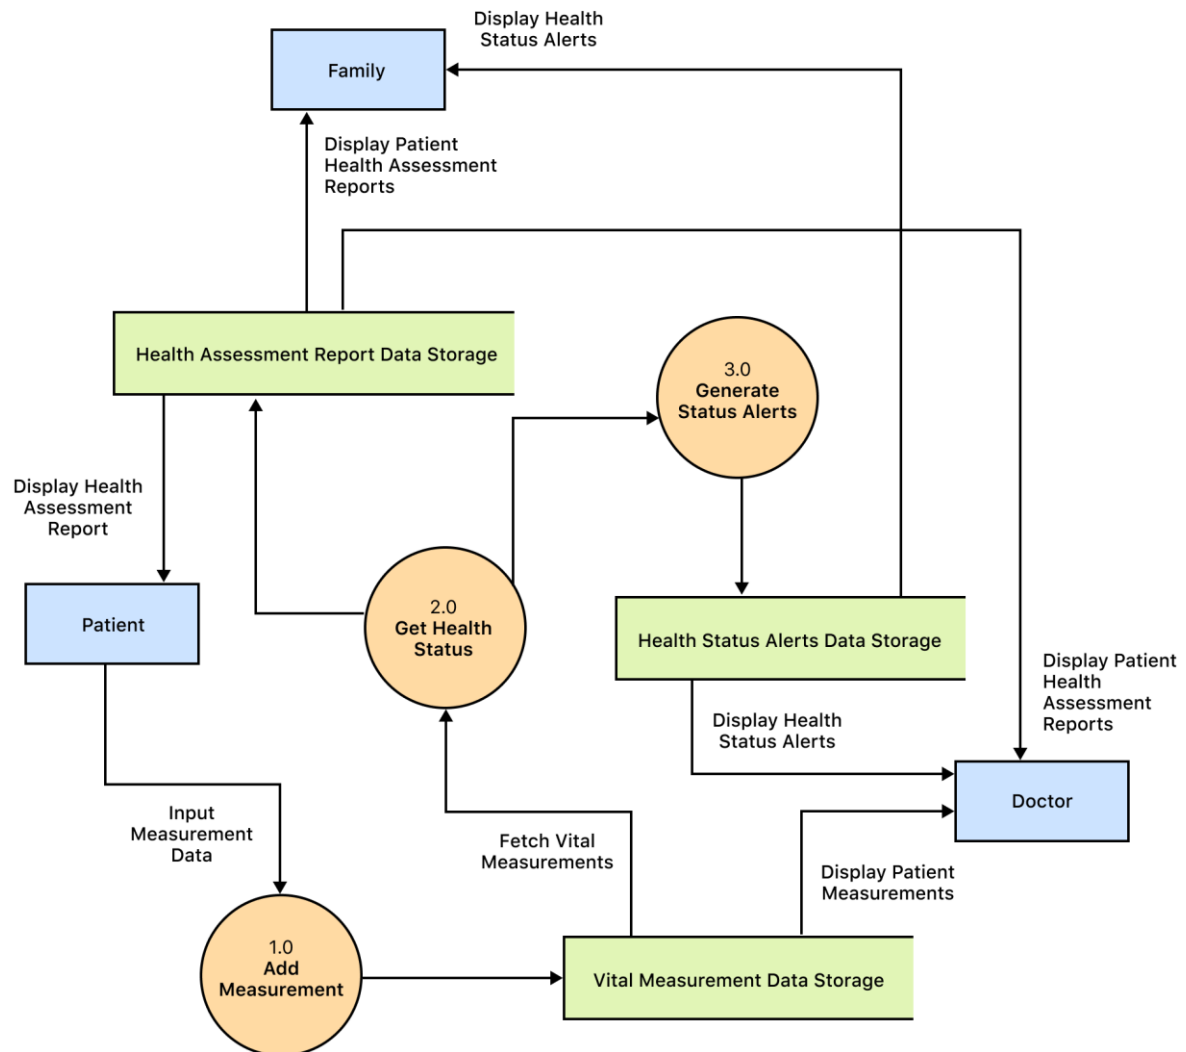 Display Health
Status Alerts
Family
Display Patient
Health Assessment
Reports
Health Assessment Report Data Storage
3.0
Generate
Status Alerts
Display Health
Assessment
Report
Patient
2.0
Get Health
Status
Health Status Alerts Data Storage
Display Patient
Health
Assessment
Reports
Display Health
Status Alerts
Doctor
Input
Measurement
Data
Fetch Vital
Measurements
Display Patient
Measurements
1.0
Add
Measurement
Vital Measurement Data Storage